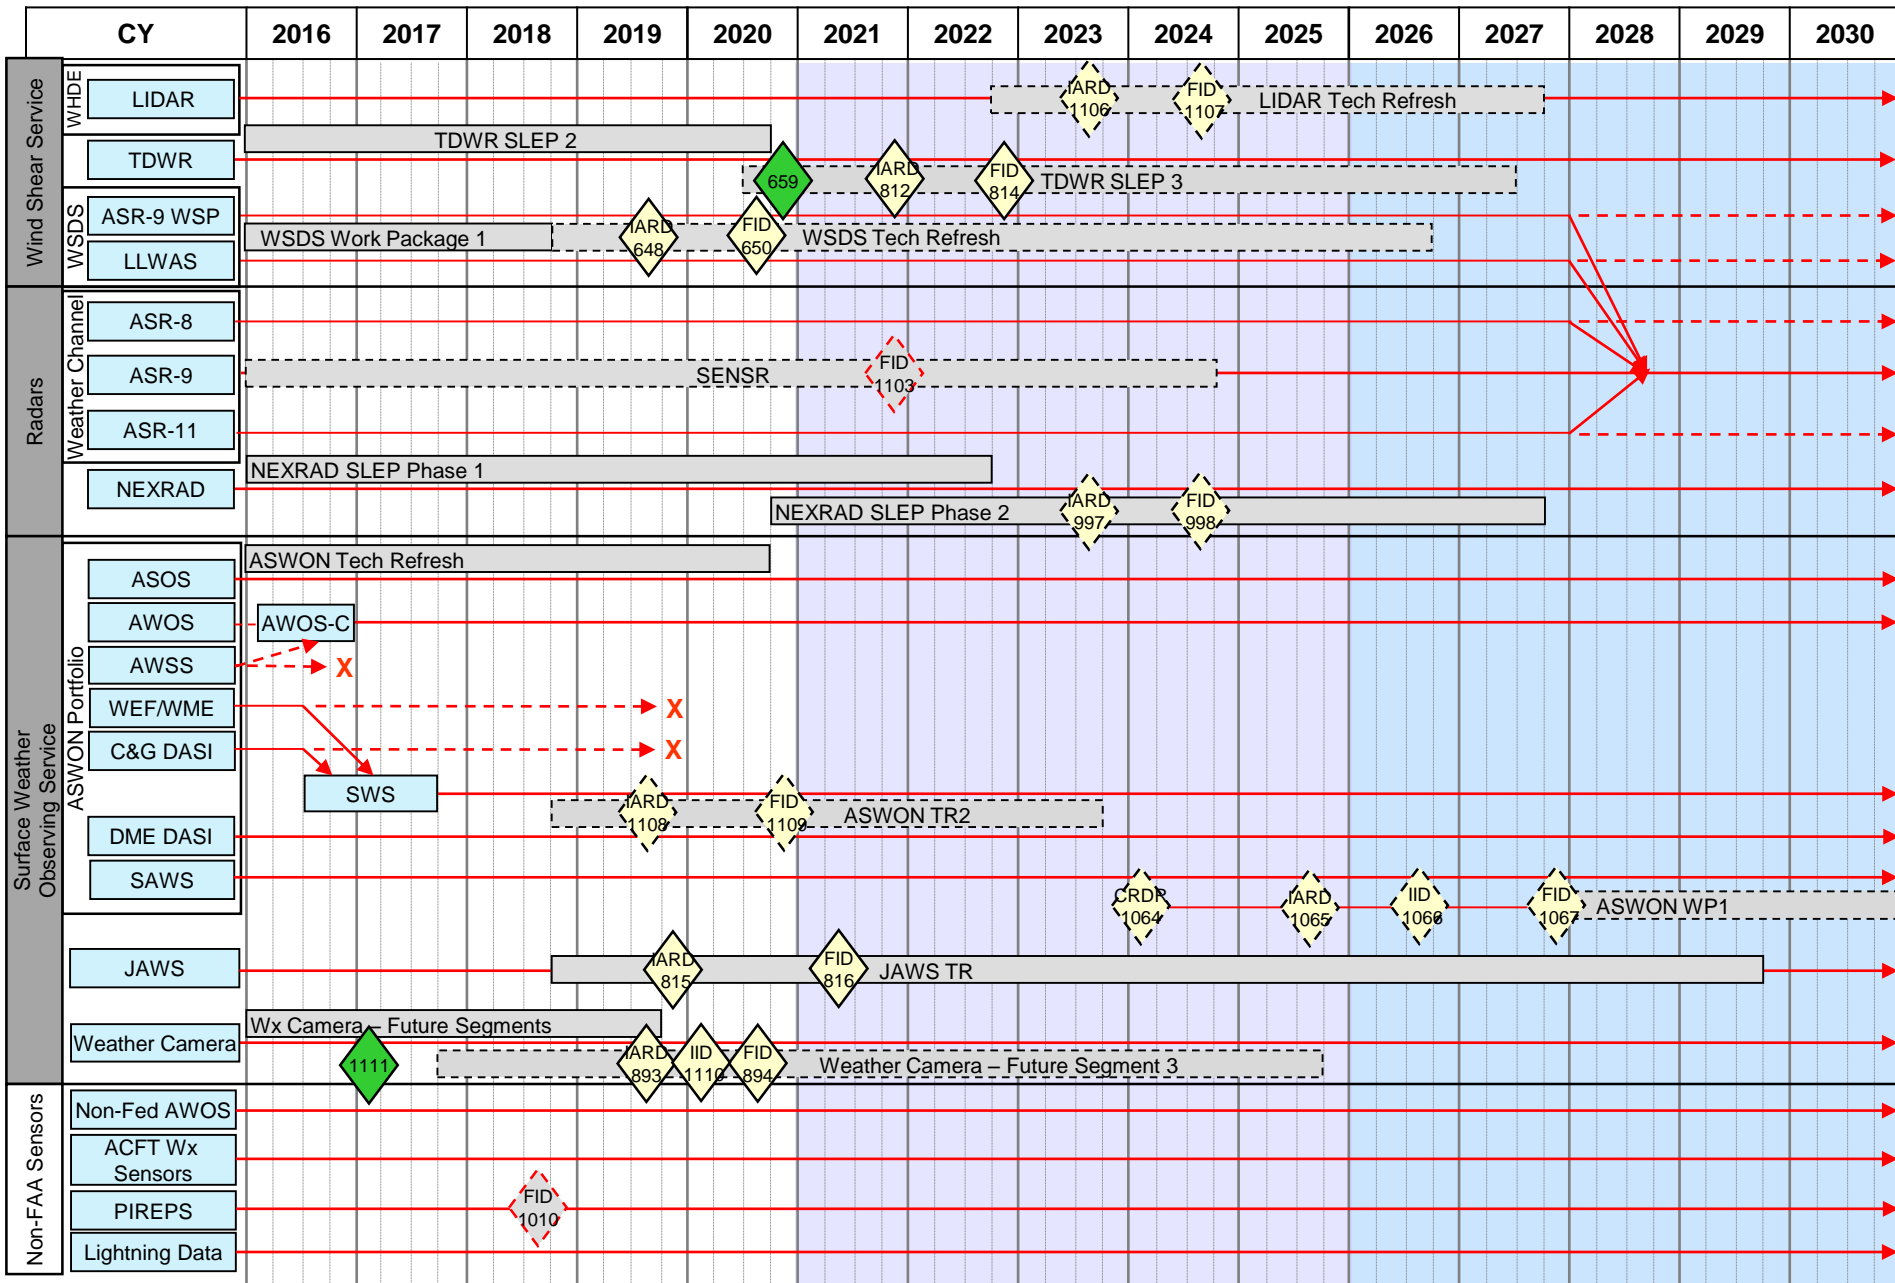 CY 2016 2017 2018 2019 2020 2021 2022 2023 2024 2025 2026 2027 2028 2029 2030
Wind Shear Service
WHDE
LIDAR
IARD
1106
FID
1107
LIDAR Tech Refresh
TDWR SLEP 2
TDWR
659
IARD
812
FID
814
TDWR SLEP 3
WSDS
ASR-9 WSP
WSDS Work Package 1
IARD
648
FID
650
WSDS Tech Refresh
LLWAS
Radars
Weather Channel
ASR-8
ASR-9
SENSR
FID
1103
ASR-11
NEXRAD SLEP Phase 1
NEXRAD
NEXRAD SLEP Phase 2
IARD
997
FID
998
Surface Weather
Observing Service
ASWON Portfolio
ASWON Tech Refresh
ASOS
AWOS
AWOS-C
AWSS
X
WEF/WME
X
C&G DASI
X
SWS
IARD
1108
FID
1109
ASWON TR2
DME DASI
SAWS
CRDP
1064
IARD
1065
IID
1066
FID
1067
ASWON WP1
JAWS
IARD
815
FID
816
JAWS TR
Wx Camera – Future Segments
Weather Camera
1111
IARD
893
IID
1110
FID
894
Weather Camera – Future Segment 3
Non-FAA Sensors
Non-Fed AWOS
ACFT Wx
Sensors
PIREPS
FID
1010
Lightning Data